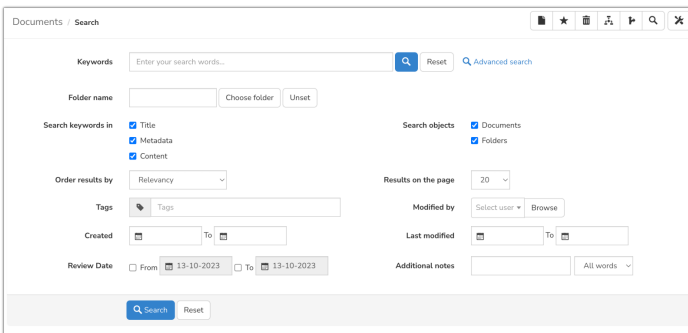 Documents / Search
Keywords Enter your search words... Reset Advanced search
Folder name Choose folder Unset
Search keywords in Title Search objects Documents
Metadata Folders
Content
Order results by Relevancy Results on the page 20
Tags Tags Modified by Select user Browse
Created To Last modified To
Review Date From 13-10-2023 To 13-10-2023 Additional notes All words
Search Reset